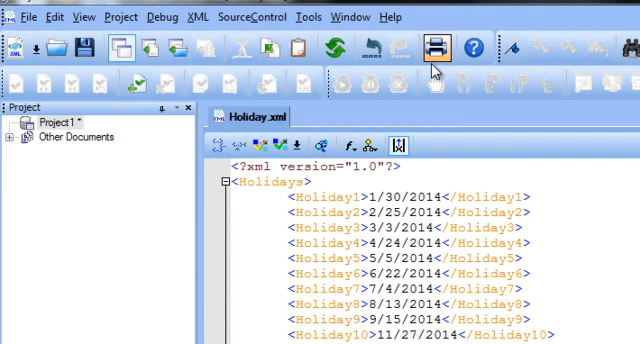 File Edit View Project Debug XML SourceControl Tools Window Help
Project
Project1 *
Other Documents
Holiday.xml
<?xml version="1.0"?>
<Holidays>
<Holiday1>1/30/2014</Holiday1>
<Holiday2>2/25/2014</Holiday2>
<Holiday3>3/3/2014</Holiday3>
<Holiday4>4/24/2014</Holiday4>
<Holiday5>5/5/2014</Holiday5>
<Holiday6>6/22/2014</Holiday6>
<Holiday7>7/4/2014</Holiday7>
<Holiday8>8/13/2014</Holiday8>
<Holiday9>9/15/2014</Holiday9>
<Holiday10>11/27/2014</Holiday10>